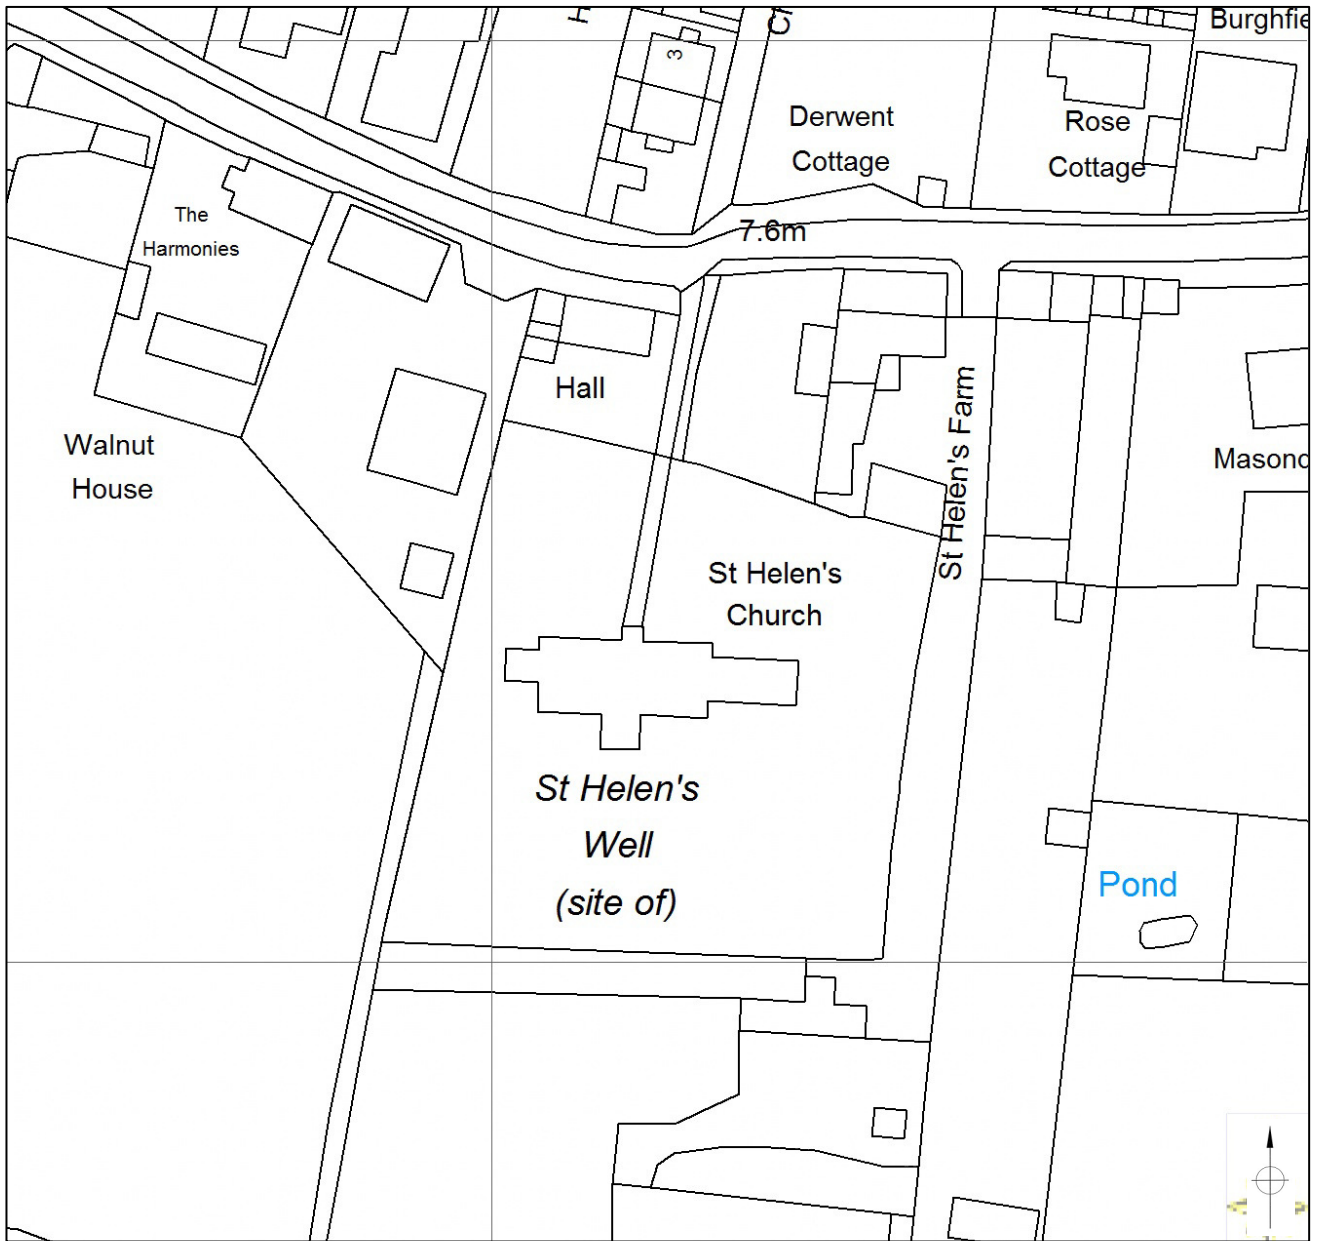 Burghfie
3
Derwent
Cottage
Rose
Cottage
The
Harmonies
7.6m
Hall
Walnut
House
St Helen's Farm
Masond
St Helen's
Church
St Helen's
Well
(site of)
Pond